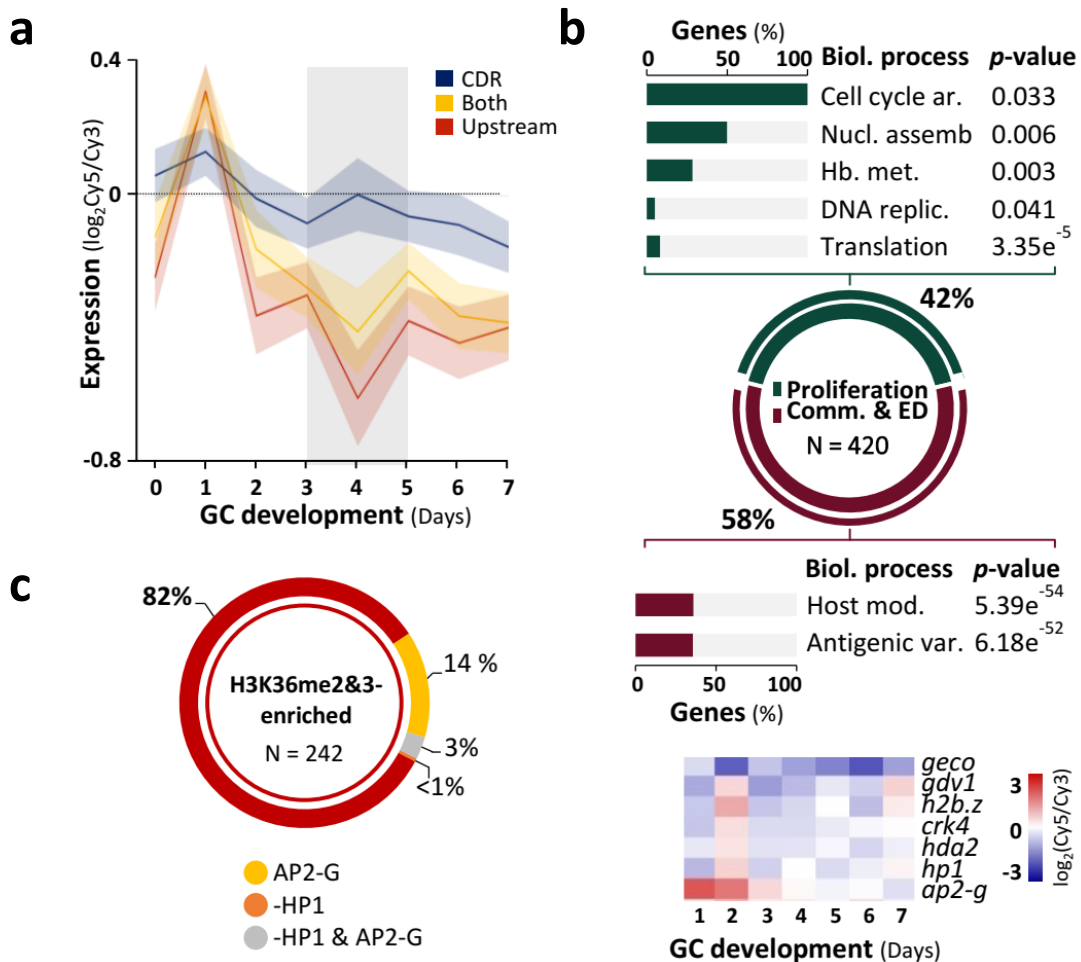 a
0.4
0
-0.8
Expression (log2Cy5/Cy3)
CDR
Both
Upstream
0 1 2 3 4 5 6 7
GC development (Days)
b
Genes (%)
0 50 100
Biol. process p-value
Cell cycle ar. 0.033
Nucl. assemb 0.006
Hb. met. 0.003
DNA replic. 0.041
Translation 3.35e-5
42%
Proliferation
Comm. & ED
N = 420
58%
Biol. process p-value
Host mod. 5.39e-54
Antigenic var. 6.18e-52
0 50 100
Genes (%)
geco
gdv1
h2b.z
crk4
hda2
hp1
ap2-g
1 2 3 4 5 6 7
GC development (Days)
3
0
-3
log2(Cy5/Cy3)
c
82%
14 %
3%
<1%
H3K36me2&3-
enriched
N = 242
AP2-G
-HP1
-HP1 & AP2-G